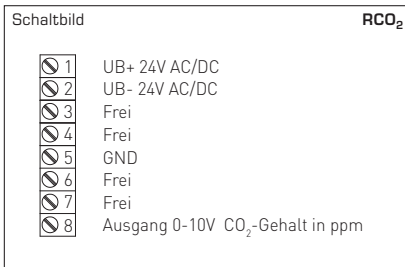 Schaltbild RCO₂
1 UB+ 24V AC/DC
2 UB- 24V AC/DC
3 Frei
4 Frei
5 GND
6 Frei
7 Frei
8 Ausgang 0-10V CO₂-Gehalt in ppm